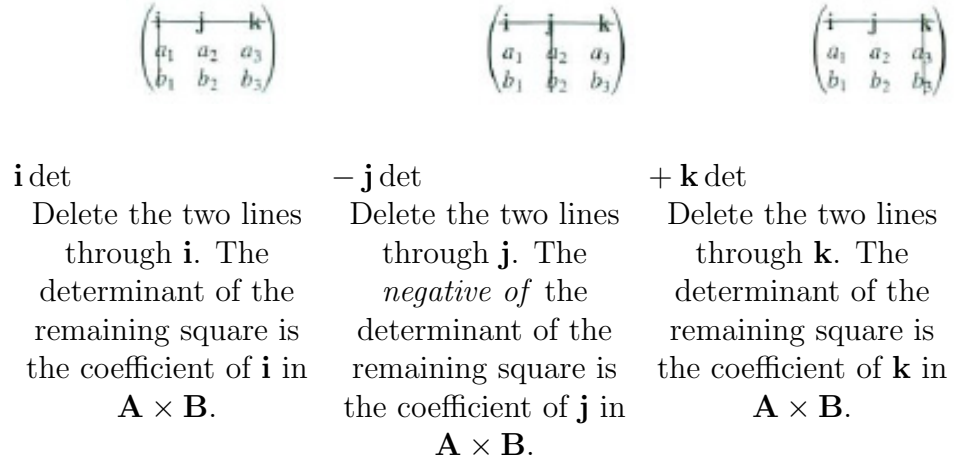 i j k
a₁ a₂ a₃
b₁ b₂ b₃
i j k
a₁ a₂ a₃
b₁ b₂ b₃
i j k
a₁ a₂ a₃
b₁ b₂ b₃
i det
Delete the two lines
through i. The
determinant of the
remaining square is
the coefficient of i in
A × B.
− j det
Delete the two lines
through j. The
negative of the
determinant of the
remaining square is
the coefficient of j in
A × B.
+ k det
Delete the two lines
through k. The
determinant of the
remaining square is
the coefficient of k in
A × B.